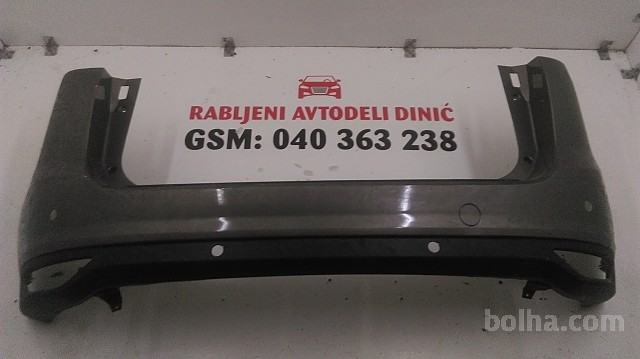 RABLJENI AVTODELI DINIĆ
GSM: 040 363 238
bolha.com